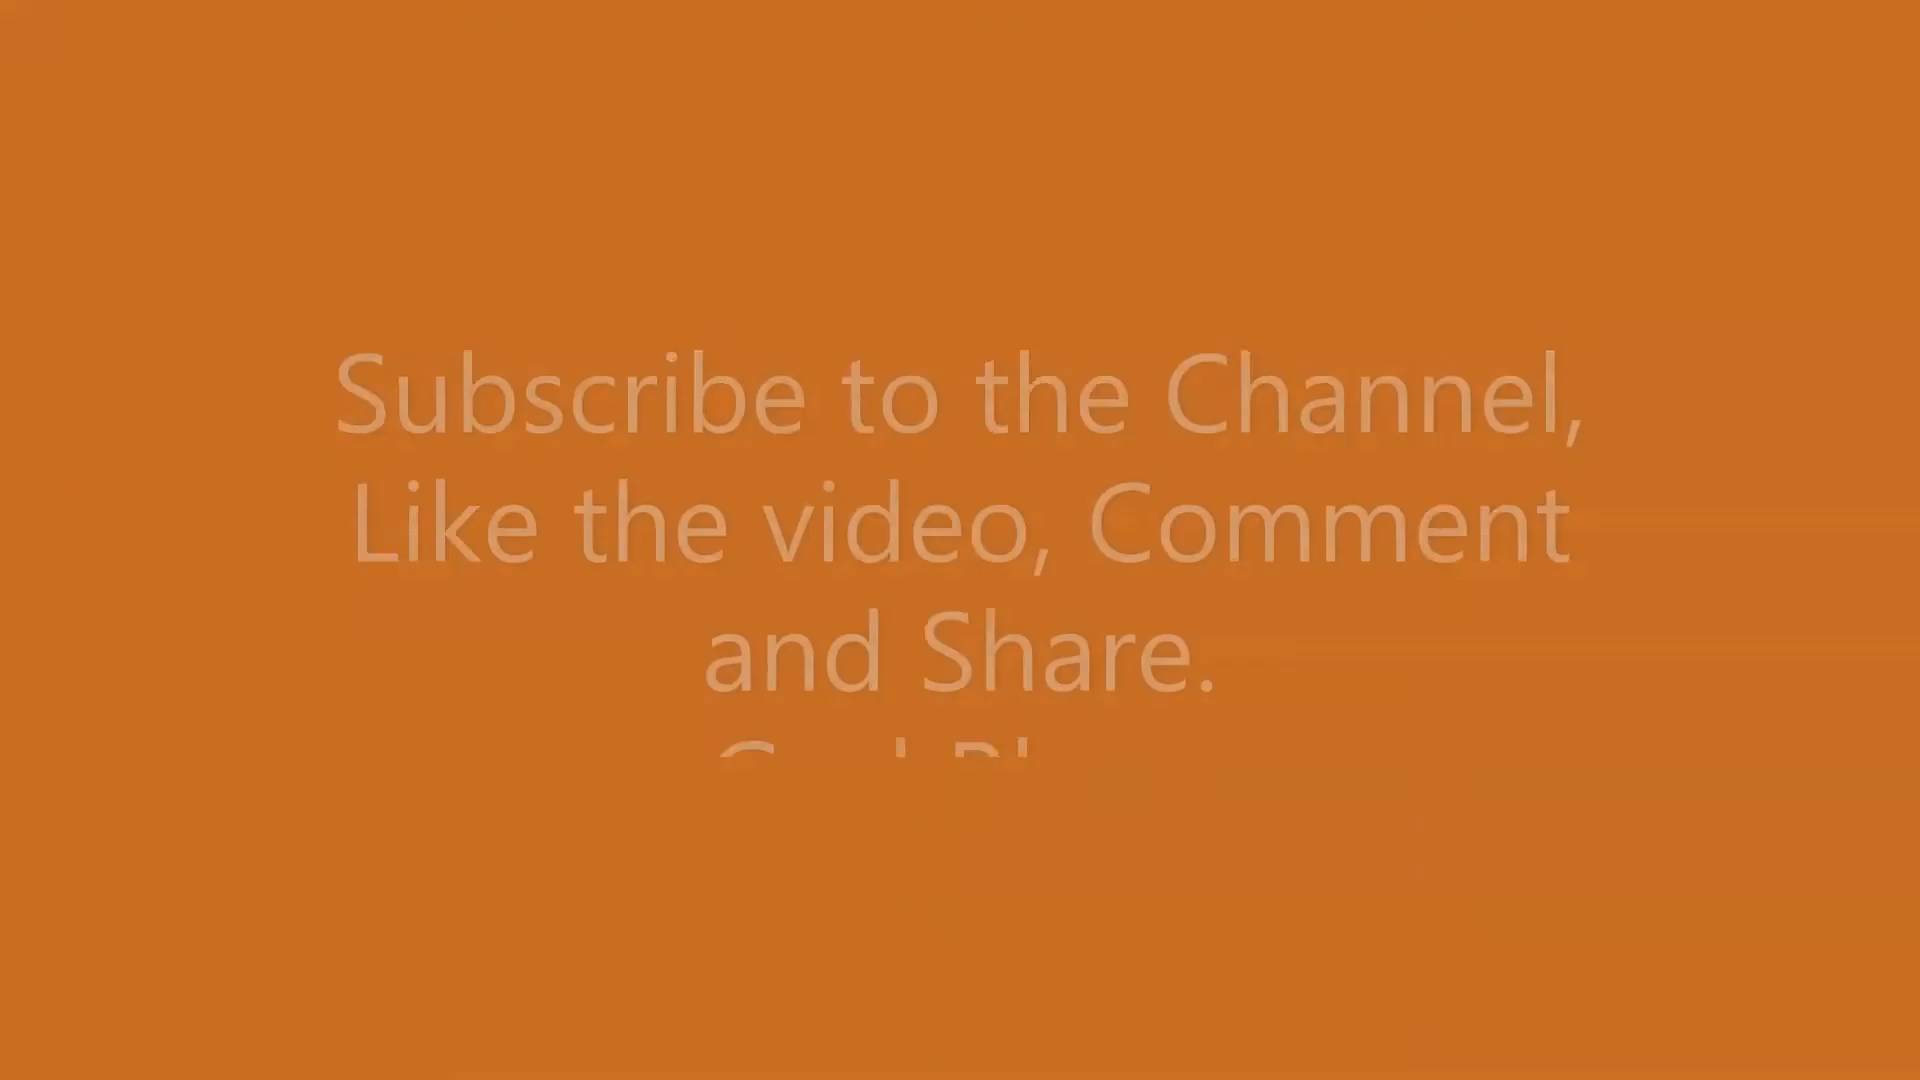 Subscribe to the Channel,
Like the video, Comment
and Share.